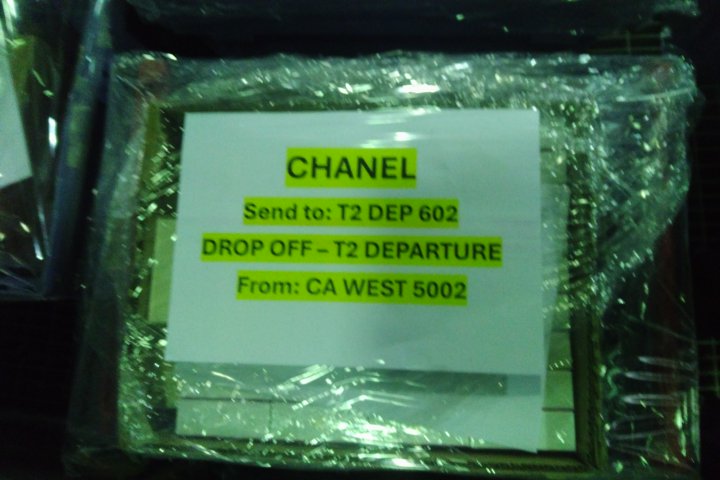 CHANEL
Send to: T2 DEP 602
DROP OFF – T2 DEPARTURE
From: CA WEST 5002